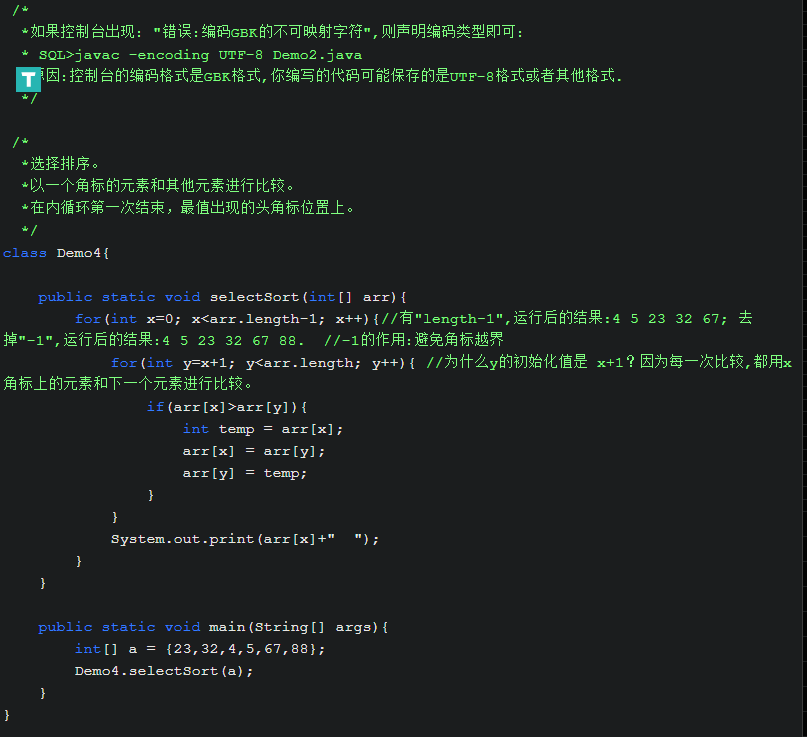 /*
*如果控制台出现: "错误:编码GBK的不可映射字符",则声明编码类型即可:
* SQL>javac -encoding UTF-8 Demo2.java
T
因:控制台的编码格式是GBK格式,你编写的代码可能保存的是UTF-8格式或者其他格式.
*/
/*
*选择排序。
*以一个角标的元素和其他元素进行比较。
*在内循环第一次结束，最值出现的头角标位置上。
*/
class Demo4{
public static void selectSort(int[] arr){
for(int x=0; x<arr.length-1; x++){//有"length-1",运行后的结果:4 5 23 32 67; 去
掉"-1",运行后的结果:4 5 23 32 67 88.  //-1的作用:避免角标越界
for(int y=x+1; y<arr.length; y++){ //为什么y的初始化值是 x+1？因为每一次比较,都用x
角标上的元素和下一个元素进行比较。
if(arr[x]>arr[y]){
int temp = arr[x];
arr[x] = arr[y];
arr[y] = temp;
}
}
System.out.print(arr[x]+"  ");
}
}
public static void main(String[] args){
int[] a = {23,32,4,5,67,88};
Demo4.selectSort(a);
}
}